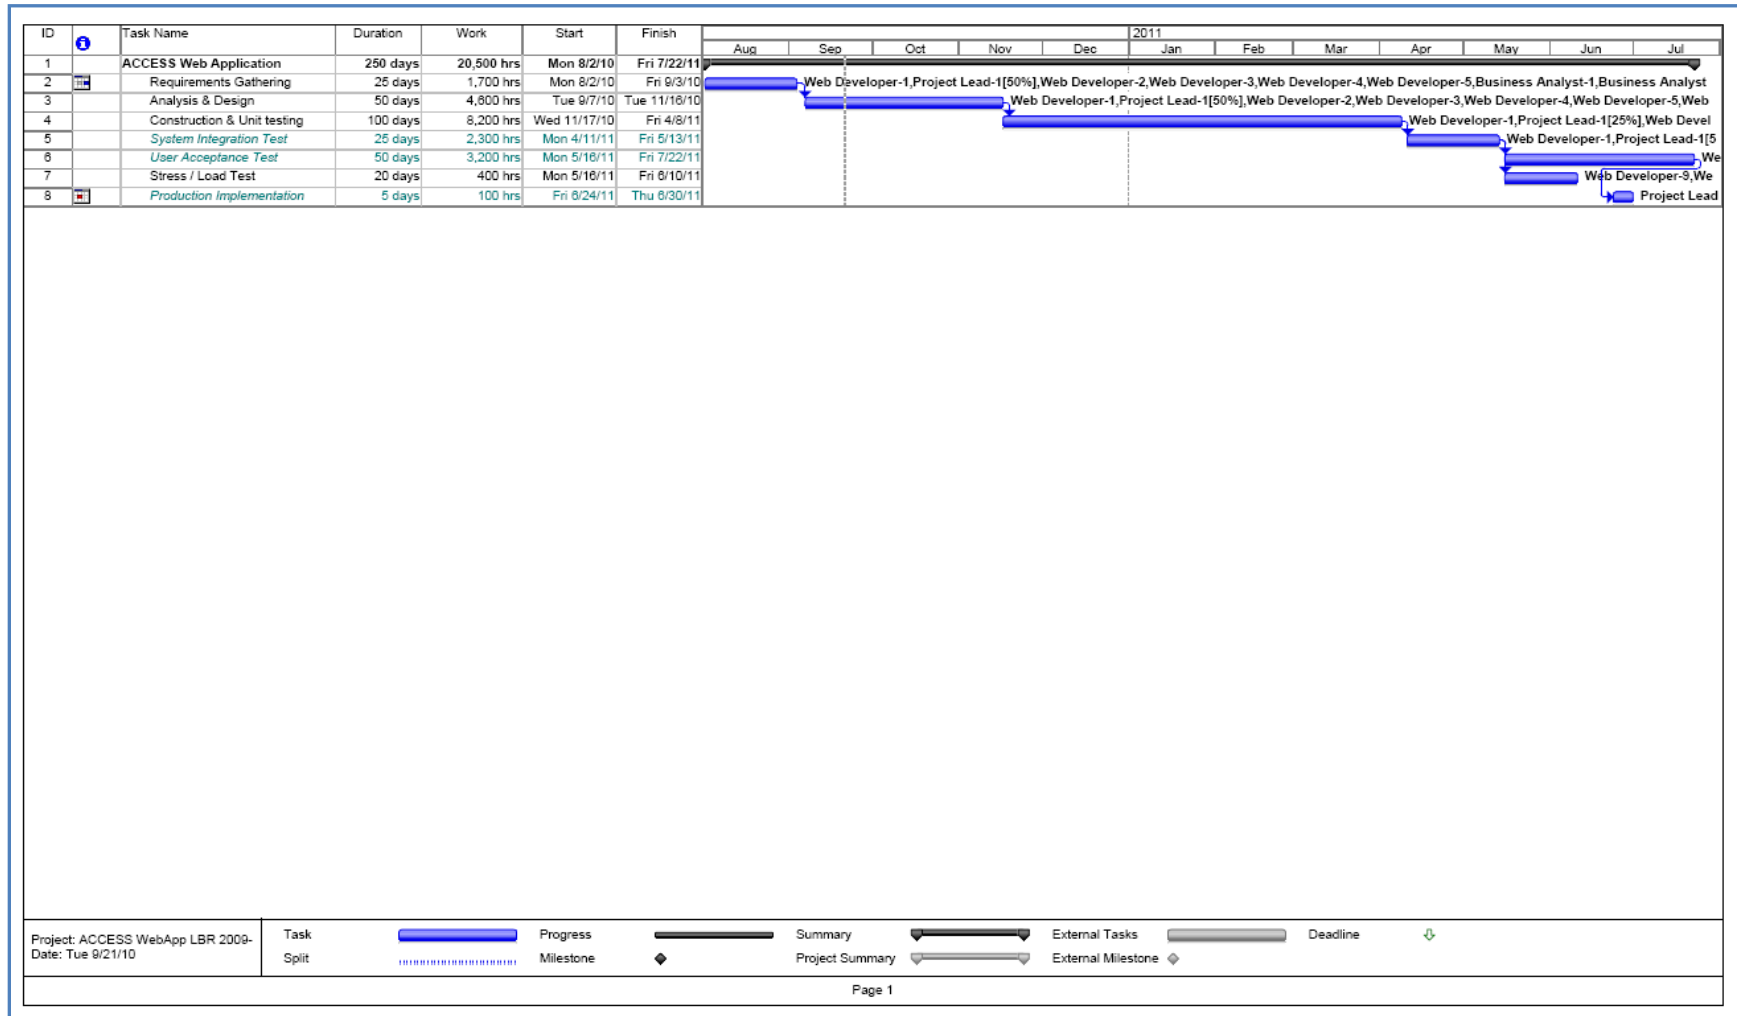 ID Task Name Duration Work Start Finish 2011
Aug Sep Oct Nov Dec Jan Feb Mar Apr May Jun Jul
1 ACCESS Web Application 250 days 20,500 hrs Mon 8/2/10 Fri 7/22/11
2 Requirements Gathering 25 days 1,700 hrs Mon 8/2/10 Fri 9/3/10 Web Developer-1,Project Lead-1[50%],Web Developer-2,Web Developer-3,Web Developer-4,Web Developer-5,Business Analyst-1,Business Analyst
3 Analysis & Design 50 days 4,600 hrs Tue 9/7/10 Tue 11/16/10 Web Developer-1,Project Lead-1[50%],Web Developer-2,Web Developer-3,Web Developer-4,Web Developer-5,Web
4 Construction & Unit testing 100 days 8,200 hrs Wed 11/17/10 Fri 4/8/11 Web Developer-1,Project Lead-1[25%],Web Devel
5 System Integration Test 25 days 2,300 hrs Mon 4/11/11 Fri 5/13/11 Web Developer-1,Project Lead-1[5
6 User Acceptance Test 50 days 3,200 hrs Mon 5/16/11 Fri 7/22/11 We
7 Stress / Load Test 20 days 400 hrs Mon 5/16/11 Fri 6/10/11 Web Developer-9,We
8 Production Implementation 5 days 100 hrs Fri 6/24/11 Thu 6/30/11 Project Lead
Project: ACCESS WebApp LBR 2009-
Date: Tue 9/21/10
Task Progress Summary External Tasks Deadline
Split Milestone Project Summary External Milestone
Page 1